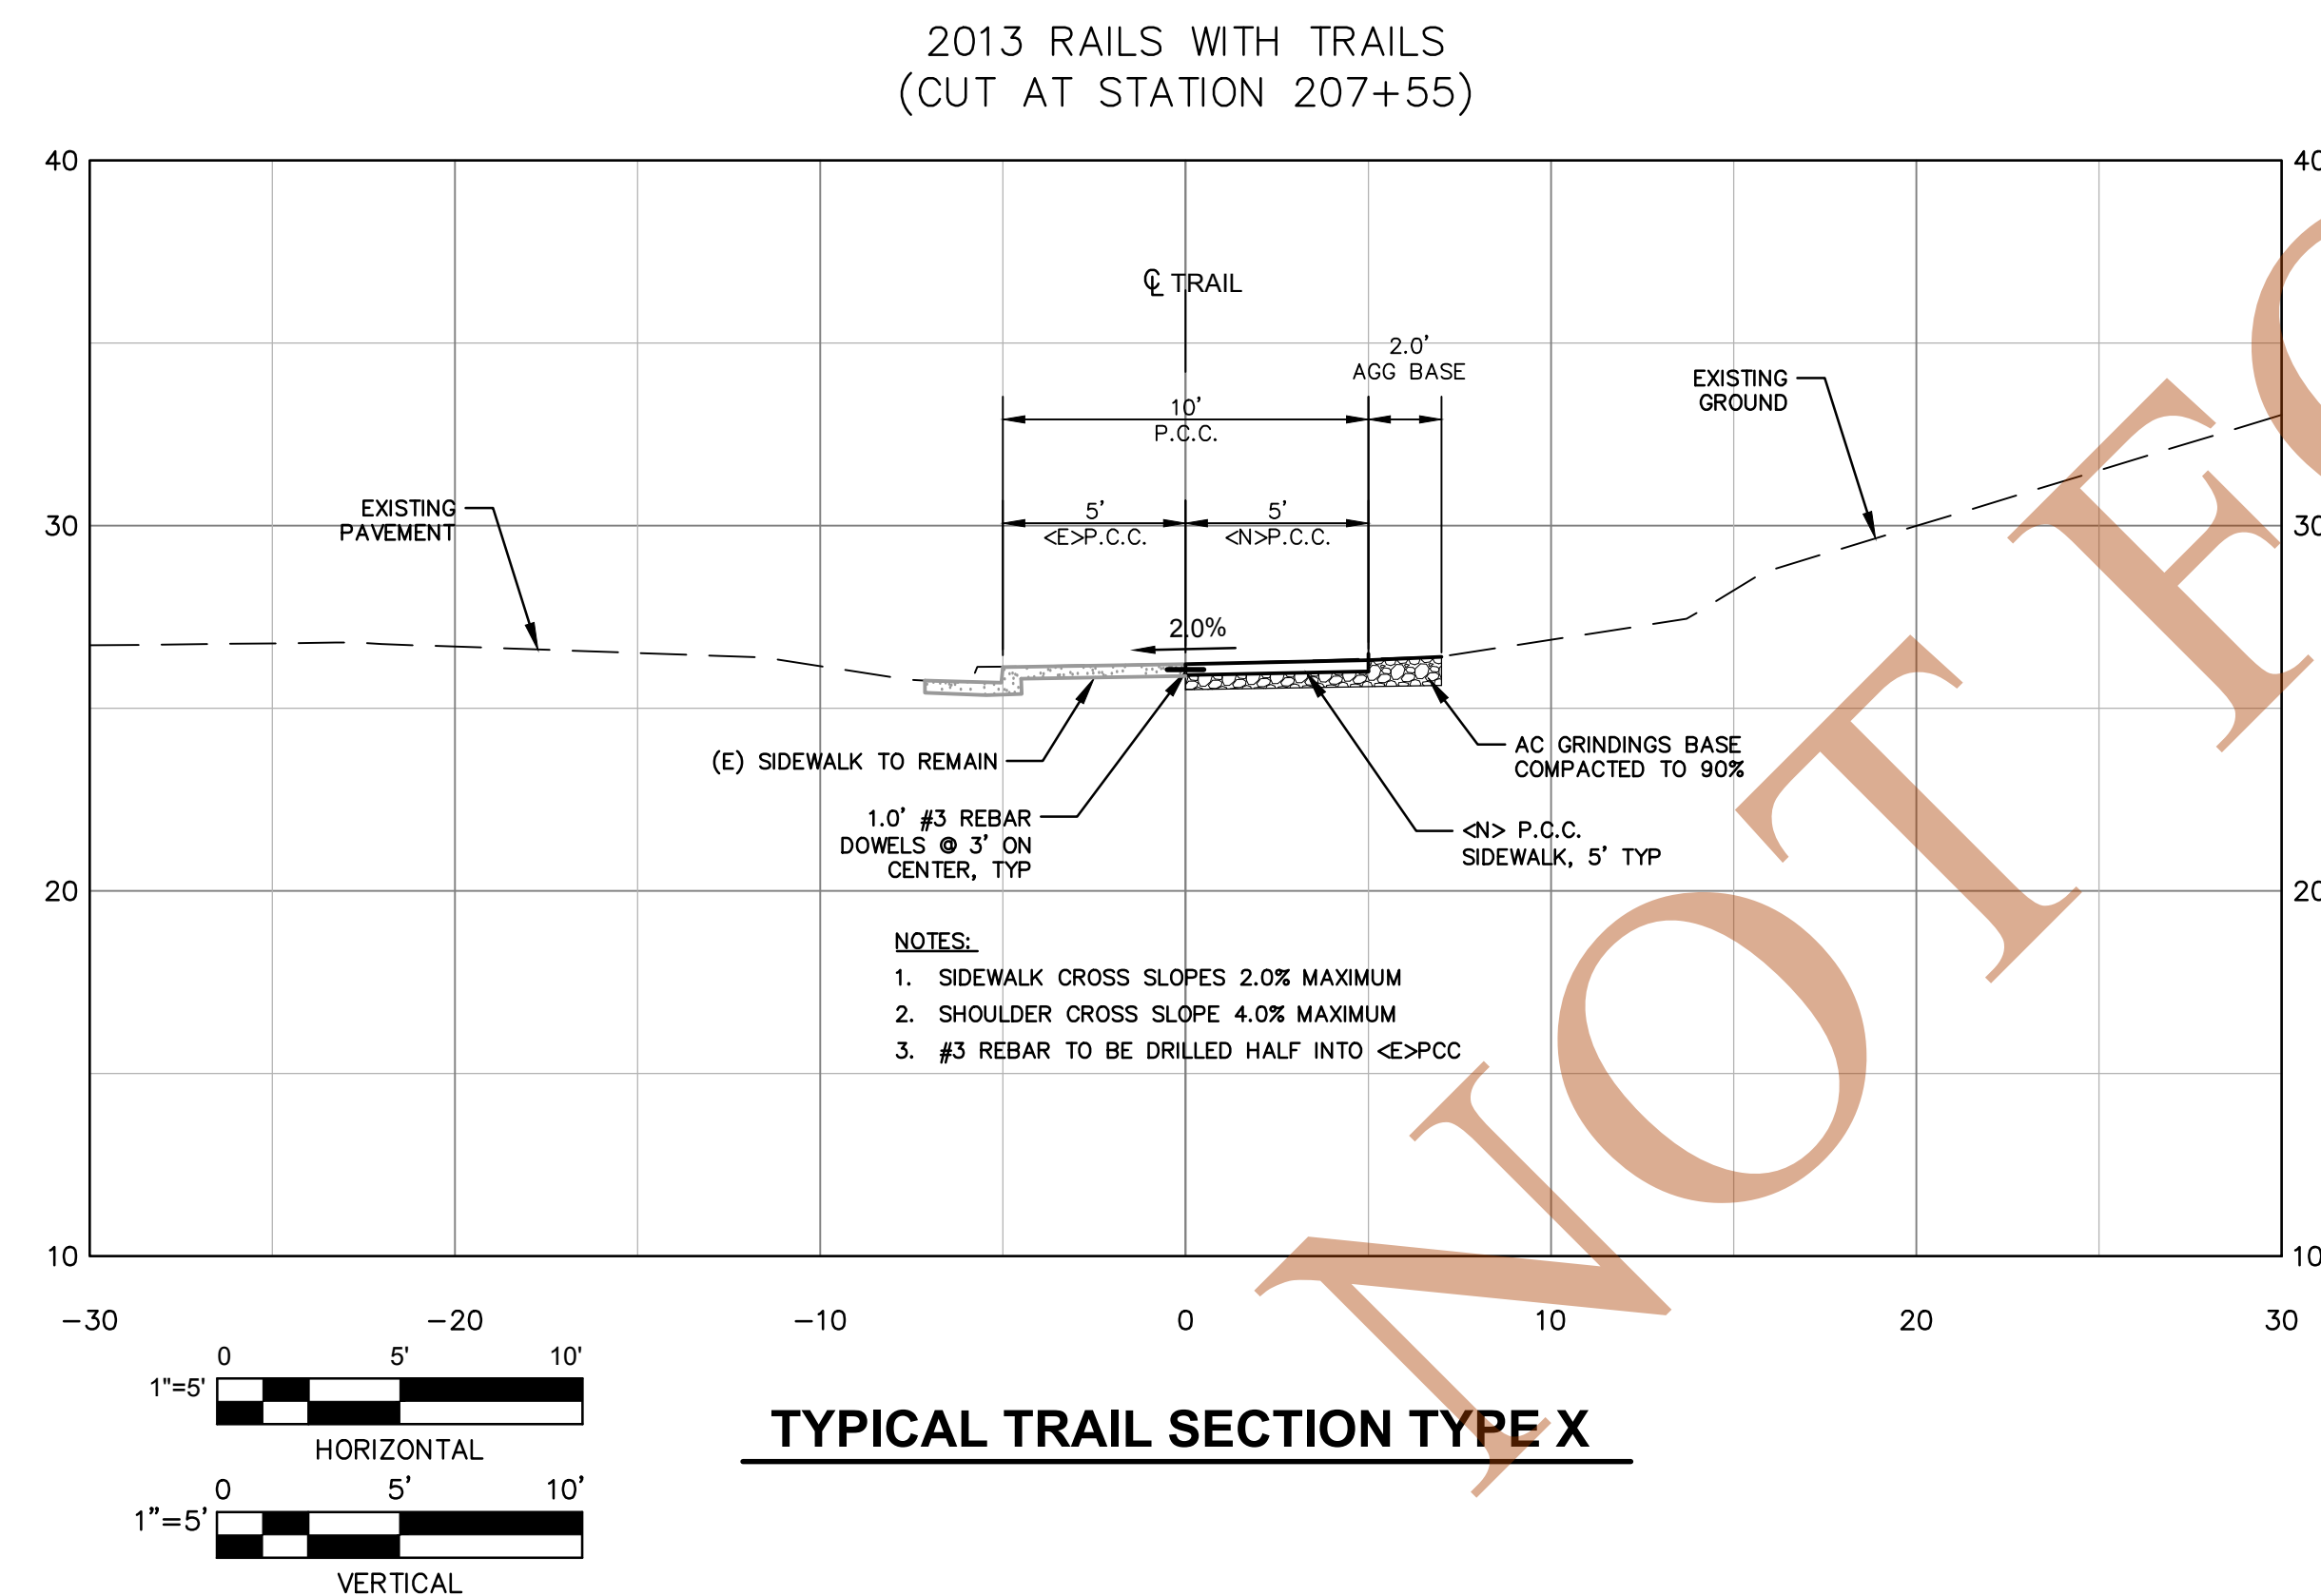 2013 RAILS WITH TRAILS
(CUT AT STATION 207+55)
40
40
℄ TRAIL
2.0'
AGG BASE
EXISTING
GROUND
10'
P.C.C.
EXISTING
PAVEMENT
30
30
5'
<E>P.C.C.
5'
<N>P.C.C.
2.0%
(E) SIDEWALK TO REMAIN
AC GRINDINGS BASE
COMPACTED TO 90%
1.0' #3 REBAR
DOWELS @ 3' ON
CENTER, TYP
<N> P.C.C.
SIDEWALK, 5' TYP
20
20
NOTES:
1. SIDEWALK CROSS SLOPES 2.0% MAXIMUM
2. SHOULDER CROSS SLOPE 4.0% MAXIMUM
3. #3 REBAR TO BE DRILLED HALF INTO <E>PCC
10
10
-30 -20 -10 0 10 20 30
0 5' 10'
1"=5'
HORIZONTAL
0 5' 10'
1"=5'
VERTICAL
TYPICAL TRAIL SECTION TYPE X
NOT